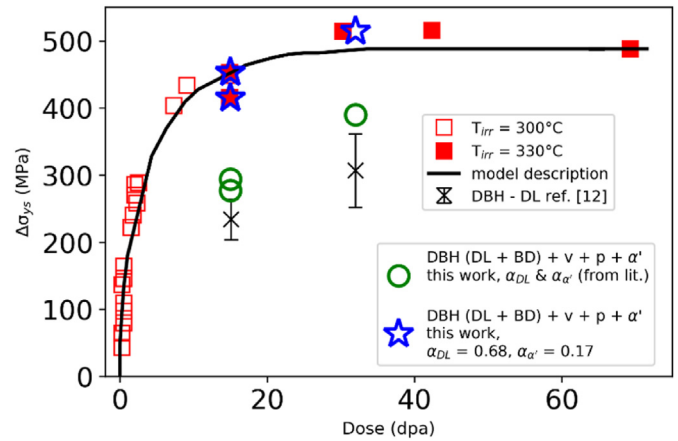 500
400
300
200
100
0
Δσys (MPa)
Tirr = 300°C
Tirr = 330°C
model description
DBH - DL ref. [12]
DBH (DL + BD) + v + p + α'
this work, αDL & αα' (from lit.)
DBH (DL + BD) + v + p + α'
this work,
αDL = 0.68, αα' = 0.17
0 20 40 60
Dose (dpa)